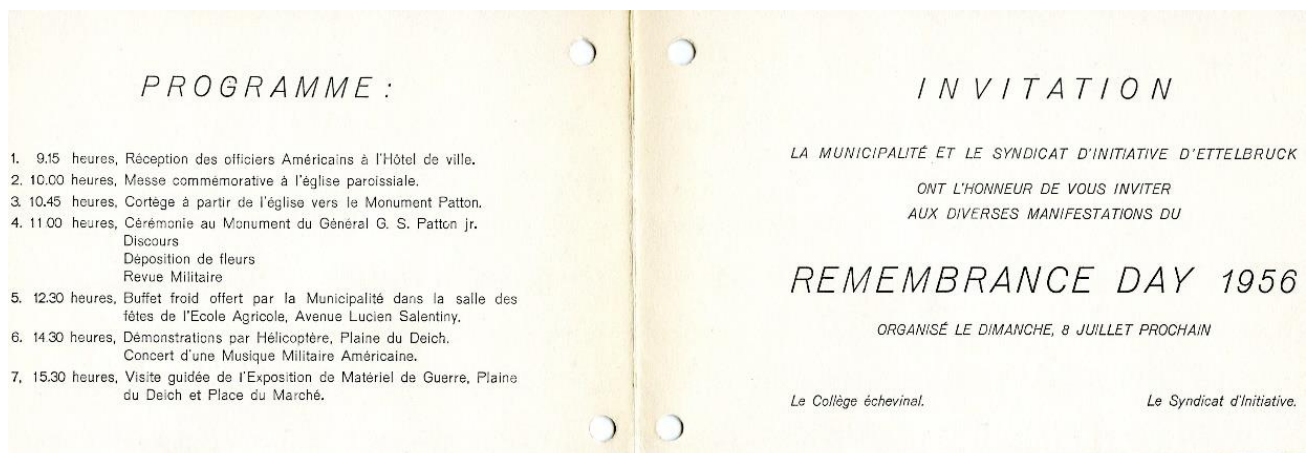 PROGRAMME :
1. 9.15 heures, Réception des officiers Américains à l'Hôtel de ville.
2. 10.00 heures, Messe commémorative à l'église paroissiale.
3. 10.45 heures, Cortège à partir de l'église vers le Monument Patton.
4. 11.00 heures, Cérémonie au Monument du Général G. S. Patton jr.
Discours
Déposition de fleurs
Revue Militaire
5. 12.30 heures, Buffet froid offert par la Municipalité dans la salle des
fêtes de l'Ecole Agricole, Avenue Lucien Salentiny.
6. 14.30 heures, Démonstrations par Hélicoptère, Plaine du Deich.
Concert d'une Musique Militaire Américaine.
7, 15.30 heures, Visite guidée de l'Exposition de Matériel de Guerre, Plaine
du Deich et Place du Marché.
INVITATION
LA MUNICIPALITÉ ET LE SYNDICAT D'INITIATIVE D'ETTELBRUCK
ONT L'HONNEUR DE VOUS INVITER
AUX DIVERSES MANIFESTATIONS DU
REMEMBRANCE DAY 1956
ORGANISÉ LE DIMANCHE, 8 JUILLET PROCHAIN
Le Collège échevinal.
Le Syndicat d'Initiative.